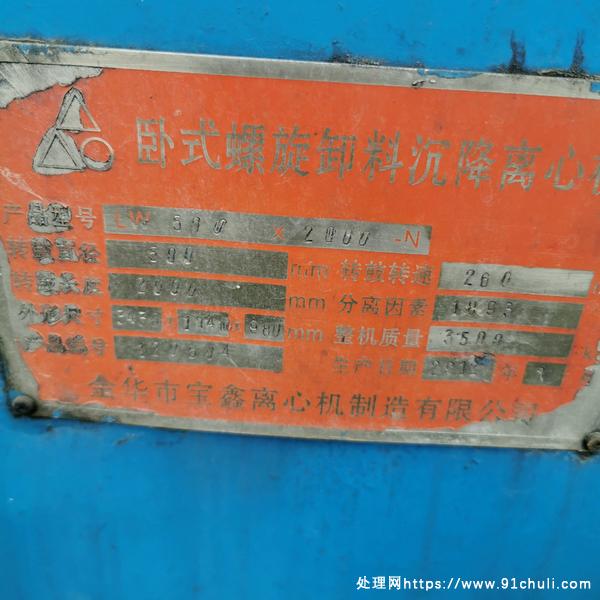 卧式螺旋卸料沉降离心
产品型号 LW 500 x 2000 -N
转鼓直径 500 mm 转鼓转速 260
转鼓长度 2000 mm 分离因素
外形尺寸 mm 整机质量 3500
产品编号 生产日期 年
金华市宝鑫离心机制造有限公司
处理网https://www.91chuli.com/